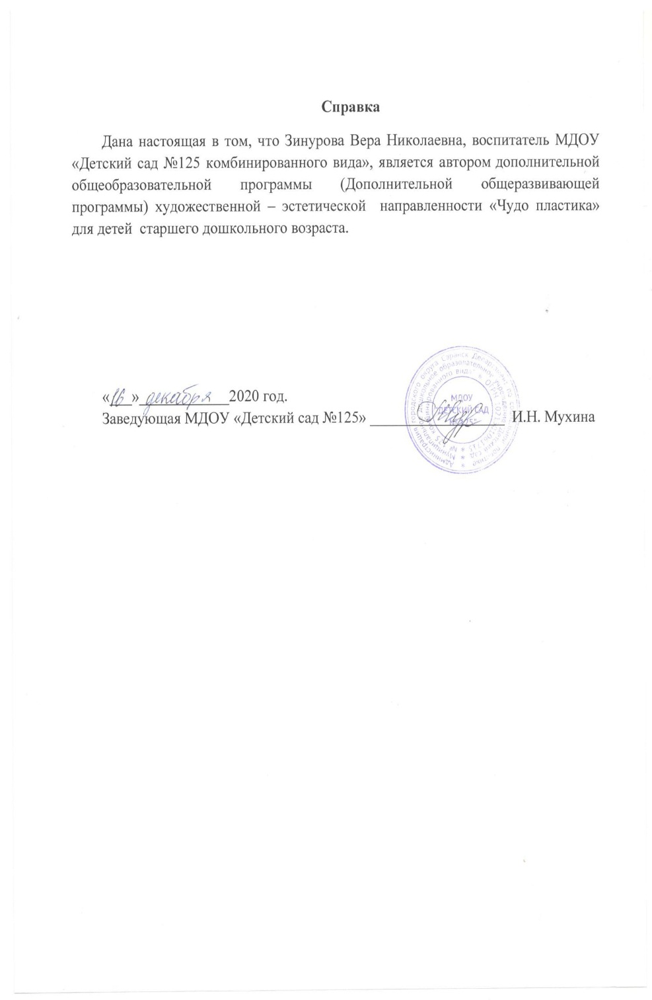 Справка
Дана настоящая в том, что Зинурова Вера Николаевна, воспитатель МДОУ
«Детский сад №125 комбинированного вида», является автором дополнительной
общеобразовательной программы (Дополнительной общеразвивающей
программы) художественной – эстетической направленности «Чудо пластика»
для детей старшего дошкольного возраста.
«16» декабря 2020 год.
Заведующая МДОУ «Детский сад №125» И.Н. Мухина
МДОУ
"ДЕТСКИЙ САД
№125"